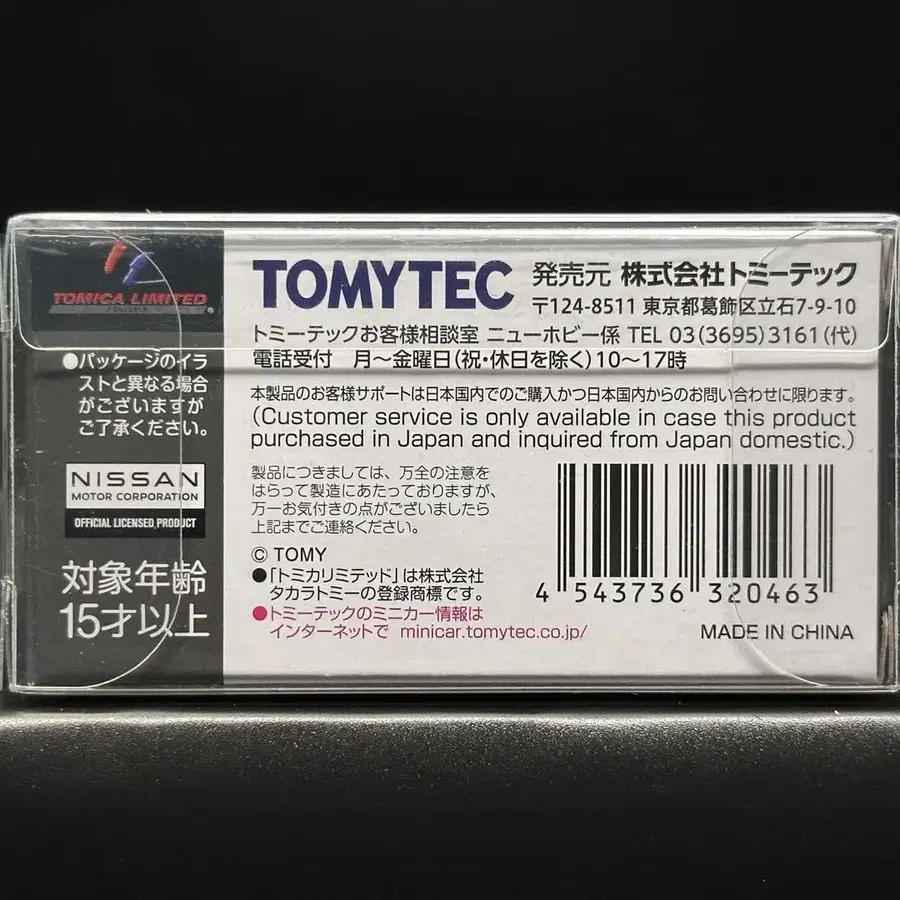 TOMICA LIMITED
●パッケージのイラ
ストと異なる場合
がございますが
ご了承ください。
NISSAN
MOTOR CORPORATION
OFFICIAL LICENSED PRODUCT
対象年齢
15才以上
TOMYTEC
発売元 株式会社トミーテック
〒124-8511 東京都葛飾区立石7-9-10
トミーテックお客様相談室 ニューホビー係 TEL 03(3695)3161(代)
電話受付 月～金曜日(祝・休日を除く)10～17時
本製品のお客様サポートは日本国内でのご購入かつ日本国内からのお問い合わせに限ります。
(Customer service is only available in case this product
purchased in Japan and inquired from Japan domestic.)
製品につきましては、万全の注意を
はらって製造にあたっておりますが、
万一お気付きの点がございましたら
上記までご連絡ください。
© TOMY
●「トミカリミテッド」は株式会社
タカラトミーの登録商標です。
●トミーテックのミニカー情報は
インターネットで minicar.tomytec.co.jp/
4 543736 320463
MADE IN CHINA